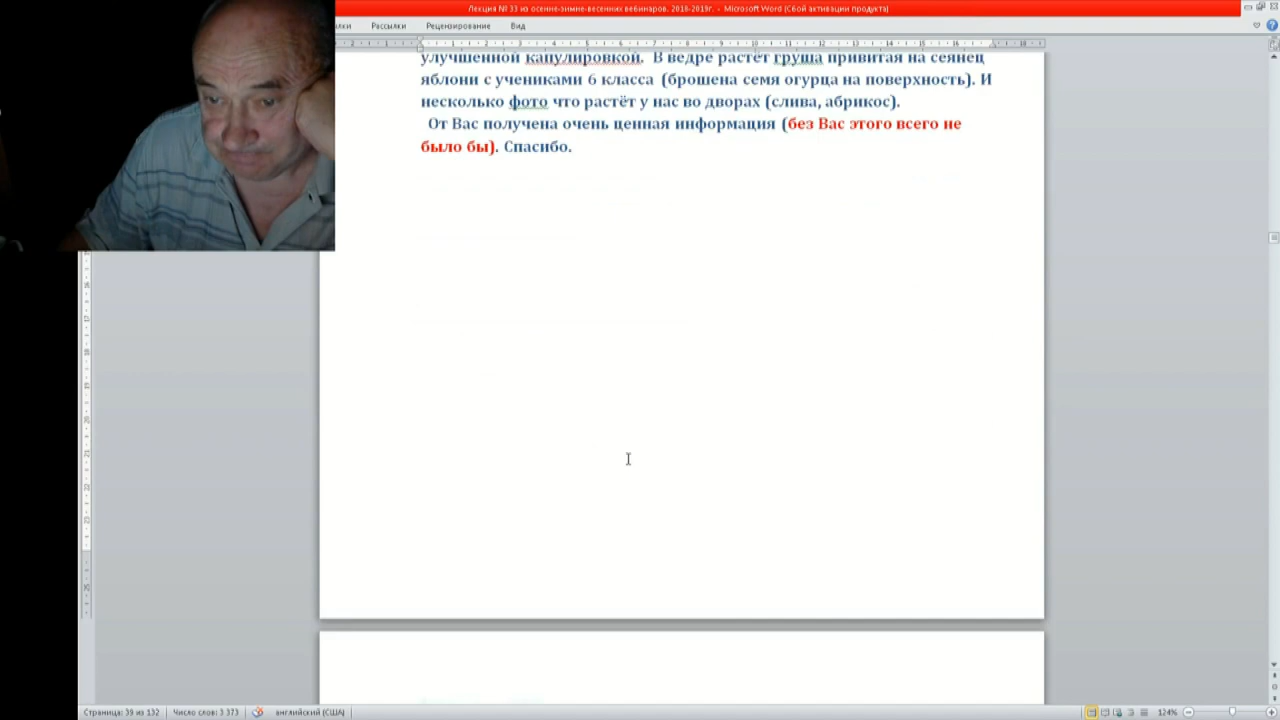 Лекция № 33 из осенне-зимне-весенних вебинаров. 2018-2019г. - Microsoft Word (Сбой активации продукта)
Рассылки Рецензирование Вид
улучшенной капулировкой. В ведре растёт груша привитая на сеянец
яблони с учениками 6 класса (брошена семя огурца на поверхность). И
несколько фото что растёт у нас во дворах (слива, абрикос).
От Вас получена очень ценная информация (без Вас этого всего не
было бы). Спасибо.
Страница: 39 из 132 Число слов: 3 373 английский (США) 124%